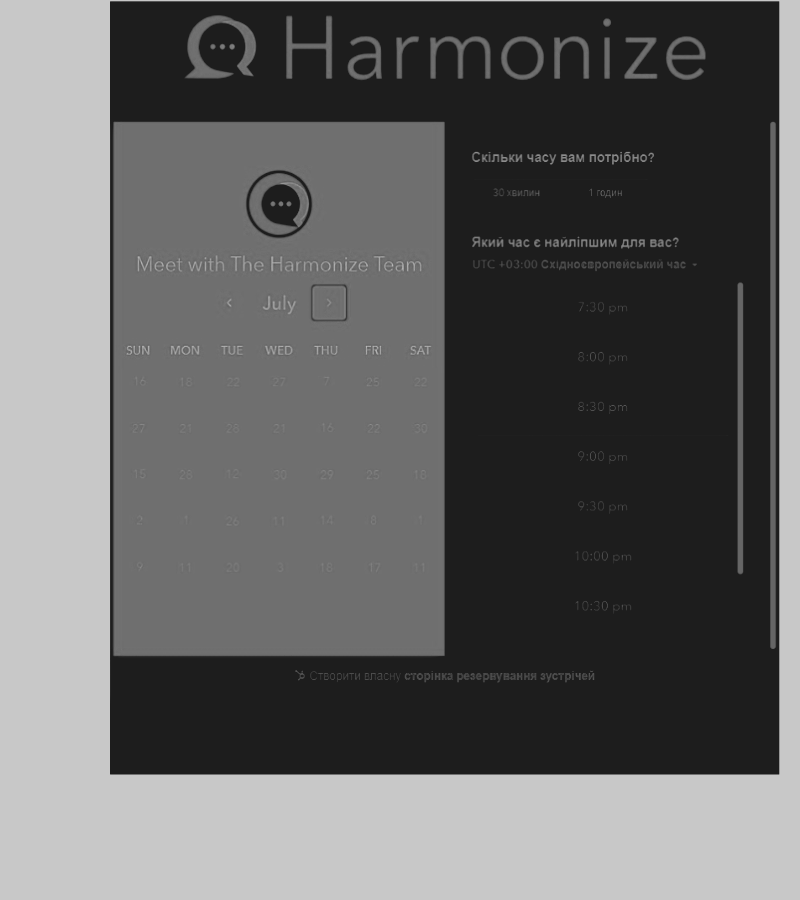 Harmonize
Meet with The Harmonize Team
July
SUN MON TUE WED THU FRI SAT
16 18 22 27 7 25 22
27 21 28 21 16 22 30
15 28 13 30 29 25 18
2 1 26 11 14 8 1
9 11 20 3 18 17 11
Скільки часу вам потрібно?
30 хвилин 1 годин
Який час є найліпшим для вас?
UTC +03:00 Східноєвропейський час
7:30 pm
8:00 pm
8:30 pm
9:00 pm
9:30 pm
10:00 pm
10:30 pm
Створити власну сторінка резервування зустрічей